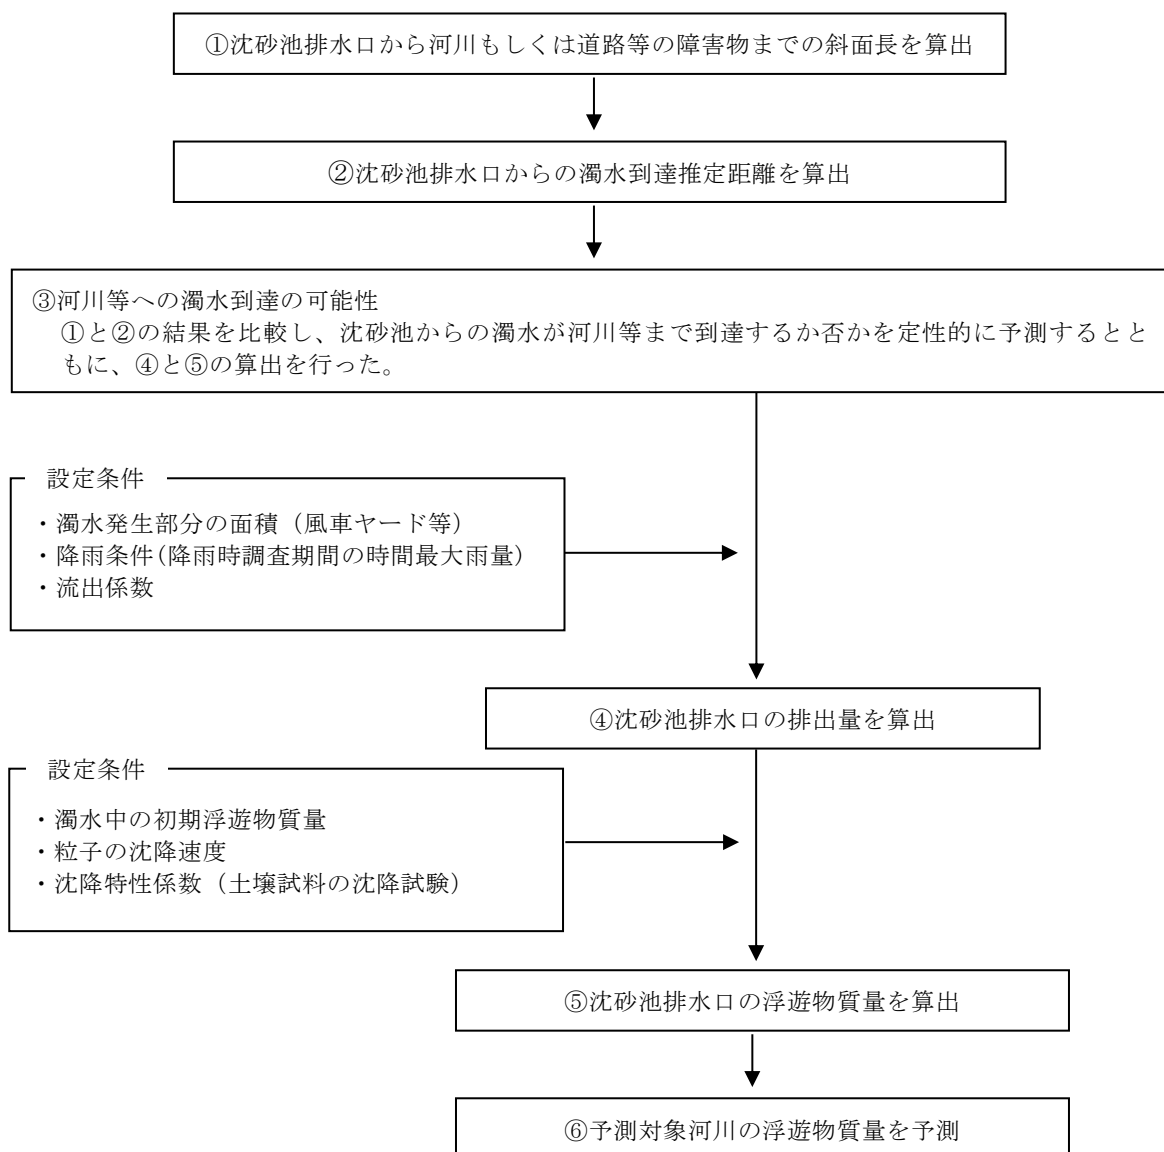 ①沈砂池排水口から河川もしくは道路等の障害物までの斜面長を算出
②沈砂池排水口からの濁水到達推定距離を算出
③河川等への濁水到達の可能性
①と②の結果を比較し、沈砂池からの濁水が河川等まで到達するか否かを定性的に予測するとと
もに、④と⑤の算出を行った。
設定条件
・濁水発生部分の面積（風車ヤード等）
・降雨条件(降雨時調査期間の時間最大雨量)
・流出係数
④沈砂池排水口の排出量を算出
設定条件
・濁水中の初期浮遊物質量
・粒子の沈降速度
・沈降特性係数（土壌試料の沈降試験）
⑤沈砂池排水口の浮遊物質量を算出
⑥予測対象河川の浮遊物質量を予測